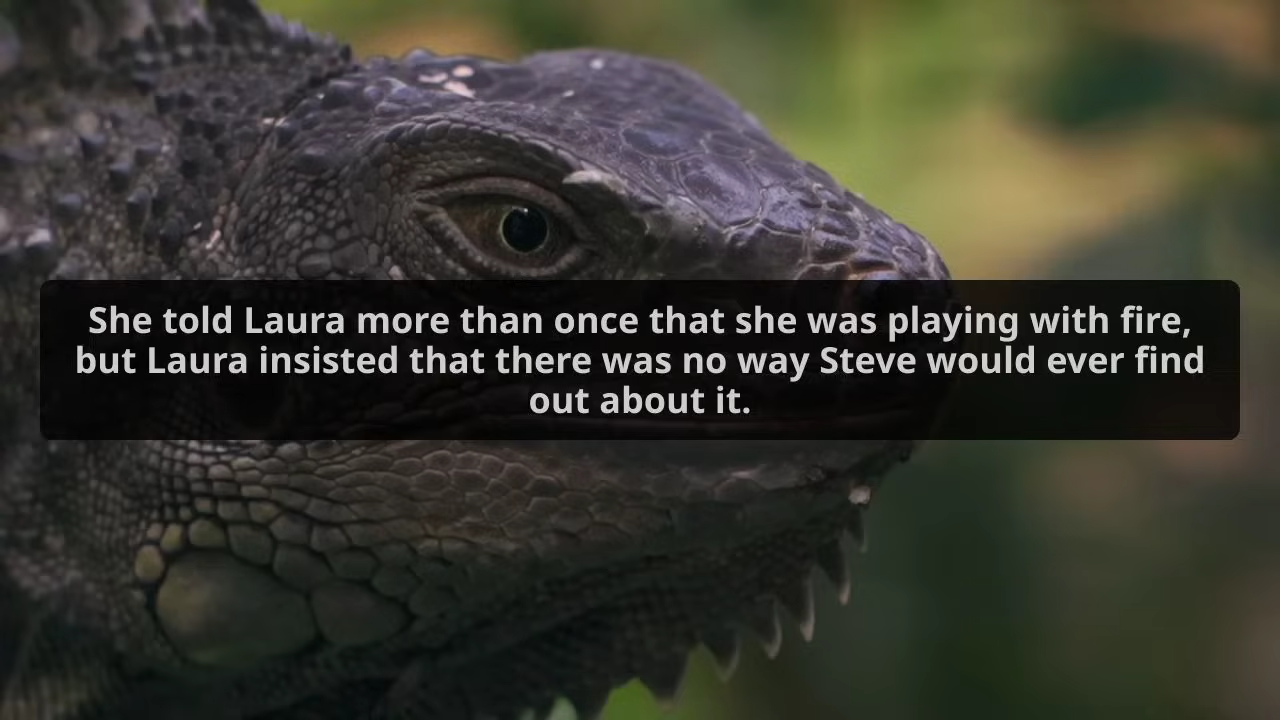 She told Laura more than once that she was playing with fire,
but Laura insisted that there was no way Steve would ever find
out about it.